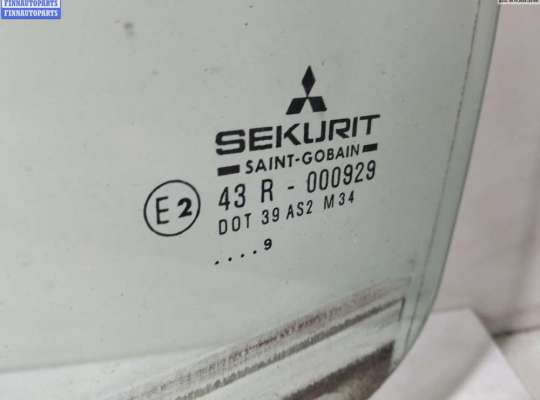 FINNAUTOPARTS
FINNAUTOPARTS
SEKURIT
SAINT-GOBAIN
E2 43 R - 000929
DOT 39 AS2 M34
....9